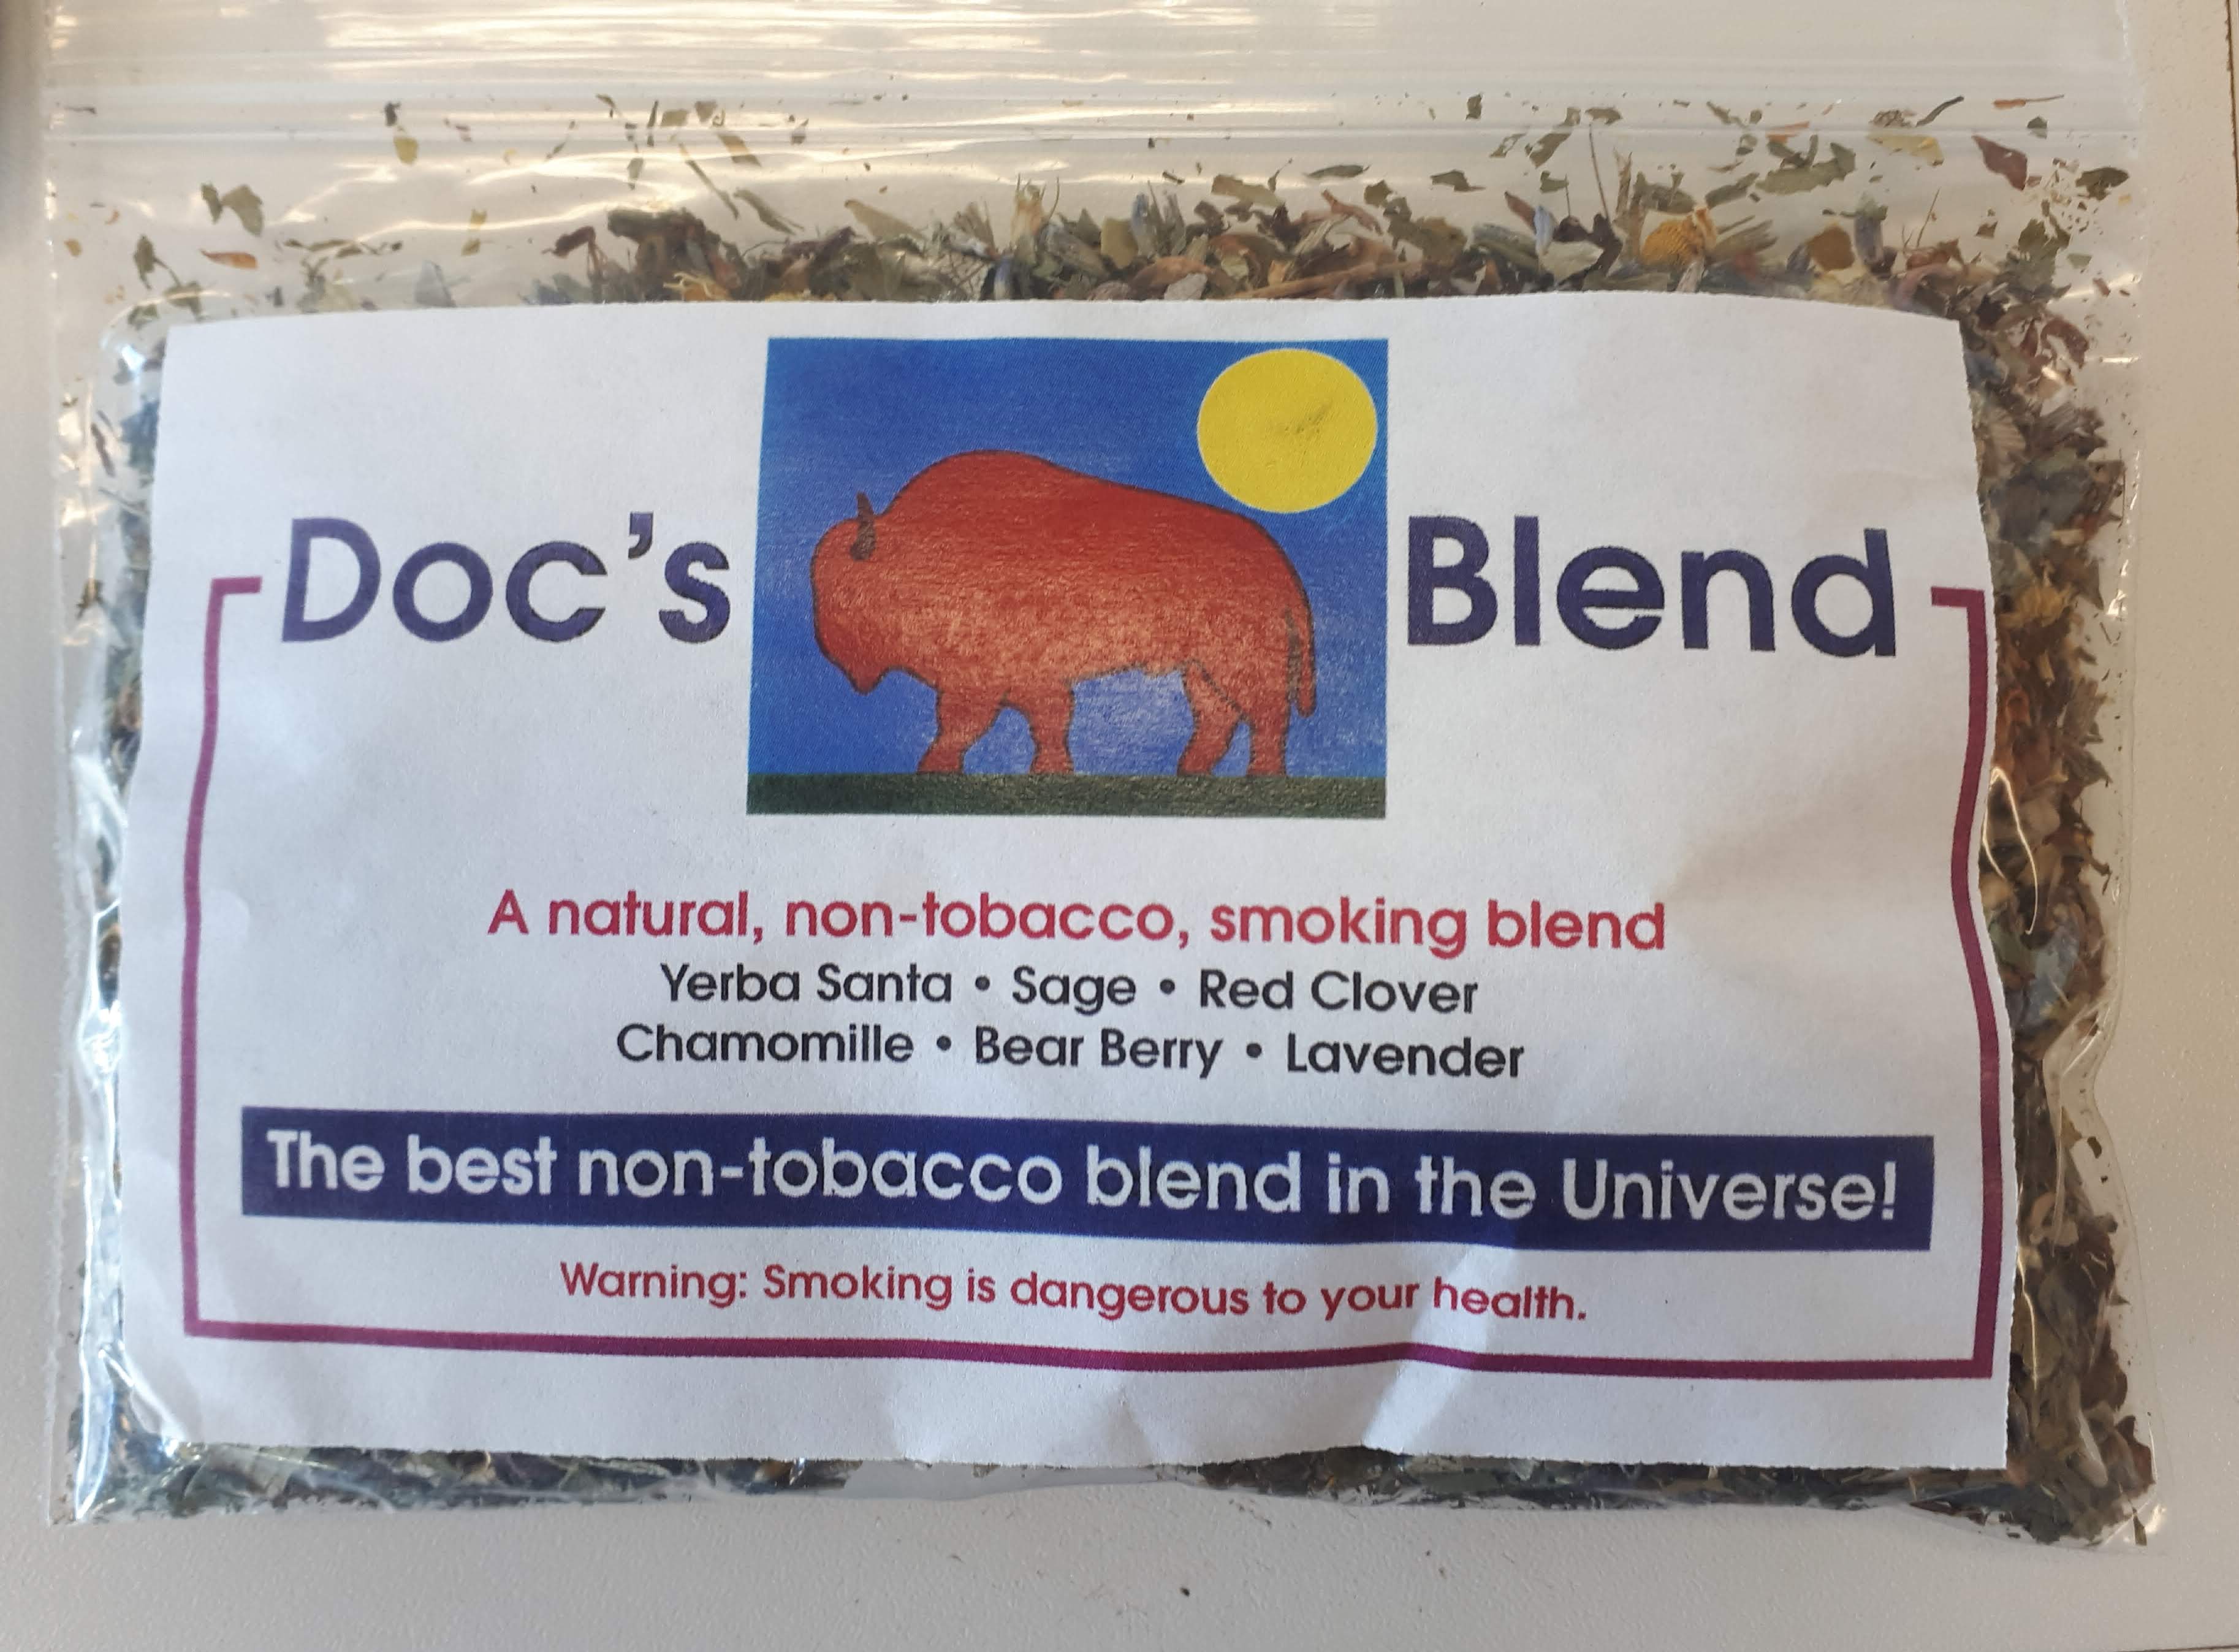 Doc's Blend
A natural, non-tobacco, smoking blend
Yerba Santa • Sage • Red Clover
Chamomille • Bear Berry • Lavender
The best non-tobacco blend in the Universe!
Warning: Smoking is dangerous to your health.